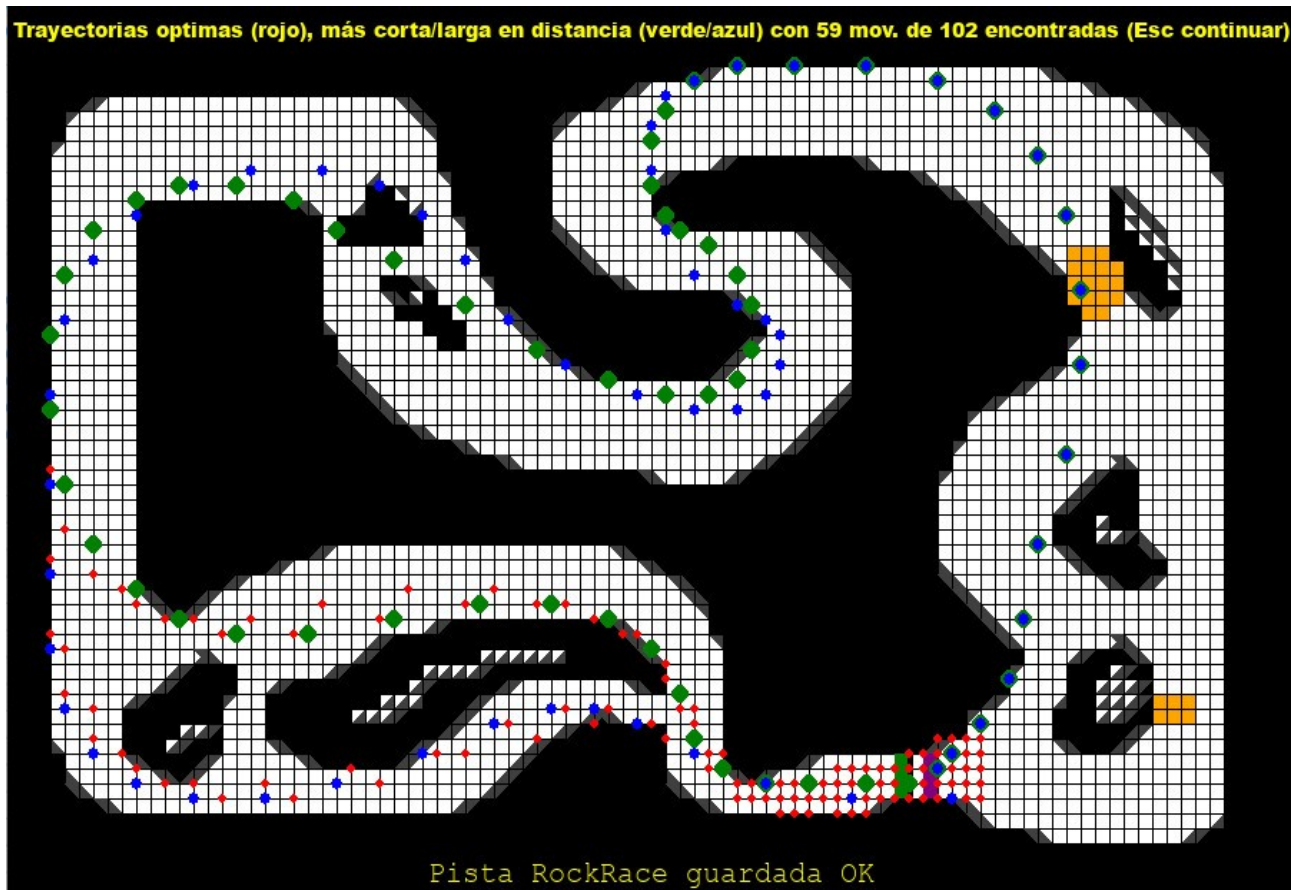 Trayectorias optimas (rojo), más corta/larga en distancia (verde/azul) con 59 mov. de 102 encontradas (Esc continuar)
Pista RockRace guardada OK